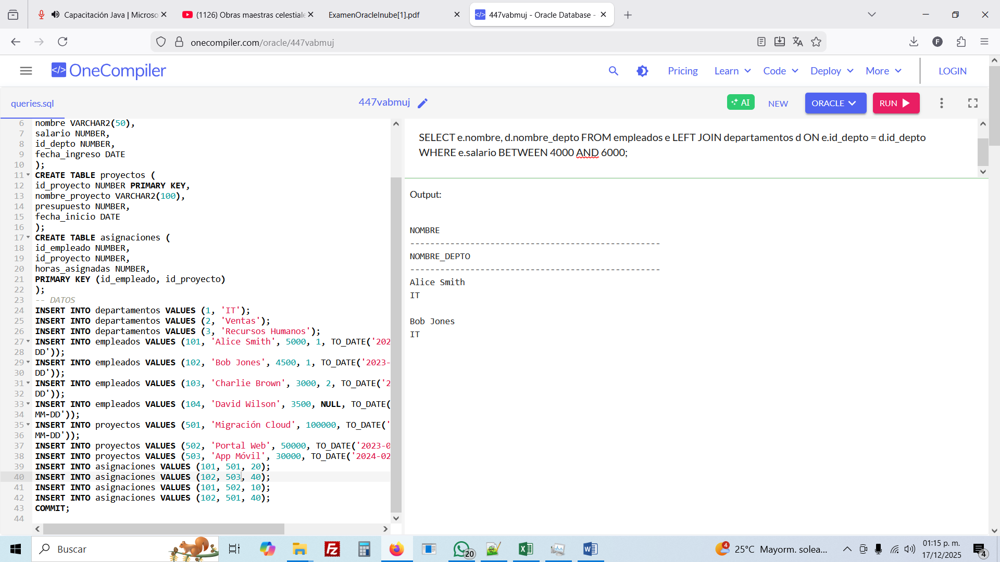 Capacitación Java | Microso
(1126) Obras maestras celestiale
ExamenOracleInube[1].pdf
447vabmuj - Oracle Database -
onecompiler.com/oracle/447vabmuj
F
</> OneCompiler
Pricing
Learn
Code
Deploy
More
LOGIN
queries.sql
447vabmuj
AI
NEW
ORACLE
RUN
6 nombre VARCHAR2(50),
7 salario NUMBER,
8 id_depto NUMBER,
9 fecha_ingreso DATE
10 );
11 CREATE TABLE proyectos (
12 id_proyecto NUMBER PRIMARY KEY,
13 nombre_proyecto VARCHAR2(100),
14 presupuesto NUMBER,
15 fecha_inicio DATE
16 );
17 CREATE TABLE asignaciones (
18 id_empleado NUMBER,
19 id_proyecto NUMBER,
20 horas_asignadas NUMBER,
21 PRIMARY KEY (id_empleado, id_proyecto)
22 );
23 -- DATOS
24 INSERT INTO departamentos VALUES (1, 'IT');
25 INSERT INTO departamentos VALUES (2, 'Ventas');
26 INSERT INTO departamentos VALUES (3, 'Recursos Humanos');
27 INSERT INTO empleados VALUES (101, 'Alice Smith', 5000, 1, TO_DATE('202
28 DD'));
29 INSERT INTO empleados VALUES (102, 'Bob Jones', 4500, 1, TO_DATE('2023-
30 DD'));
31 INSERT INTO empleados VALUES (103, 'Charlie Brown', 3000, 2, TO_DATE('2
32 DD'));
33 INSERT INTO empleados VALUES (104, 'David Wilson', 3500, NULL, TO_DATE(
34 MM-DD'));
35 INSERT INTO proyectos VALUES (501, 'Migración Cloud', 100000, TO_DATE('
36 MM-DD'));
37 INSERT INTO proyectos VALUES (502, 'Portal Web', 50000, TO_DATE('2023-0
38 INSERT INTO proyectos VALUES (503, 'App Móvil', 30000, TO_DATE('2024-02
39 INSERT INTO asignaciones VALUES (101, 501, 20);
40 INSERT INTO asignaciones VALUES (102, 503, 40);
41 INSERT INTO asignaciones VALUES (101, 502, 10);
42 INSERT INTO asignaciones VALUES (102, 501, 40);
43 COMMIT;
44
SELECT e.nombre, d.nombre_depto FROM empleados e LEFT JOIN departamentos d ON e.id_depto = d.id_depto
WHERE e.salario BETWEEN 4000 AND 6000;
Output:
NOMBRE
--------------------------------------------------
NOMBRE_DEPTO
--------------------------------------------------
Alice Smith
IT
Bob Jones
IT
Buscar
20
4
25°C Mayorm. solea...
01:15 p. m.
17/12/2025
4